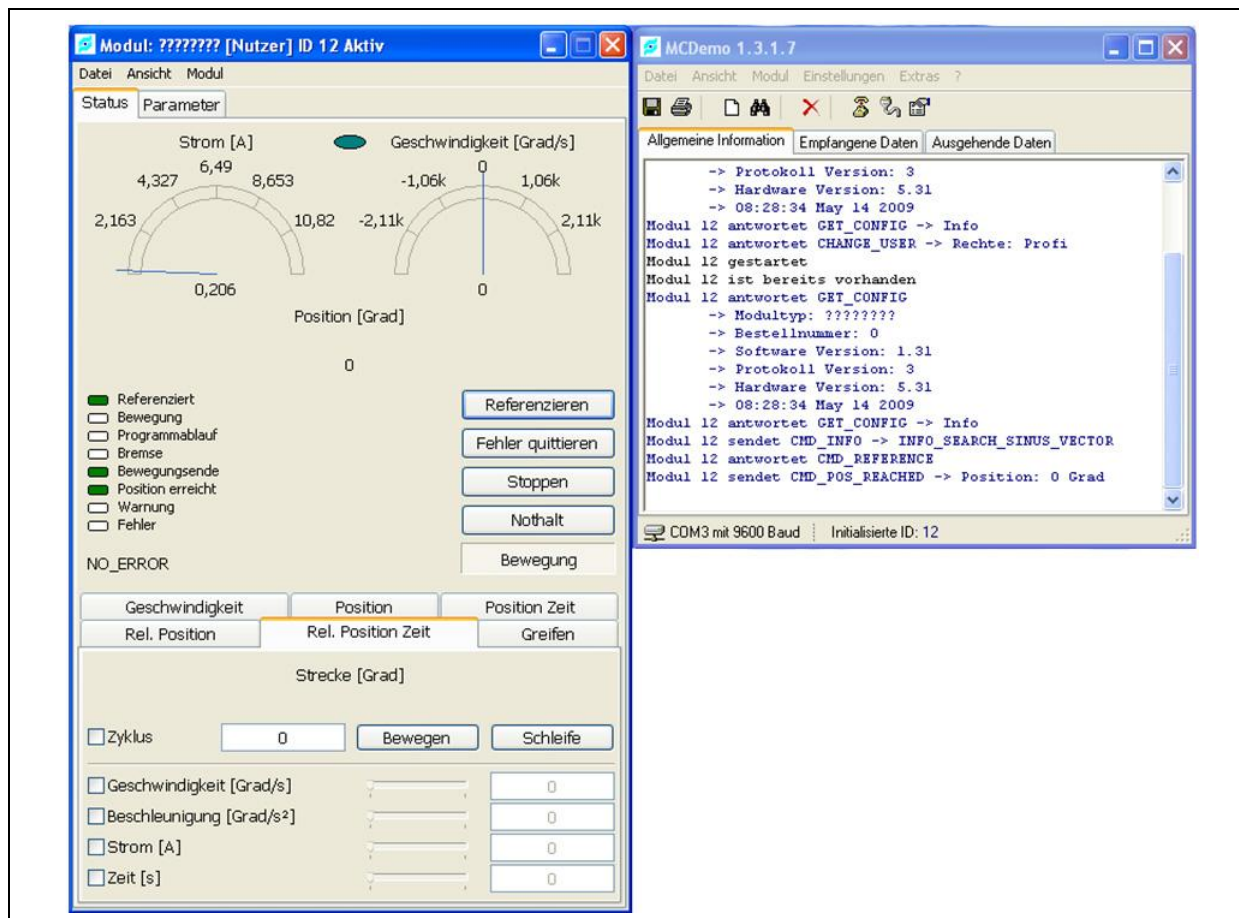 Modul: ???????? [Nutzer] ID 12 Aktiv
Datei Ansicht Modul
Status Parameter
Strom [A]
6,49
4,327 8,653
2,163 10,82
0,206
Geschwindigkeit [Grad/s]
0
-1,06k 1,06k
-2,11k 2,11k
0
Position [Grad]
0
Referenziert
Bewegung
Programmablauf
Bremse
Bewegungsende
Position erreicht
Warnung
Fehler
NO_ERROR
Referenzieren
Fehler quittieren
Stoppen
Nothalt
Bewegung
Geschwindigkeit Position Position Zeit
Rel. Position Rel. Position Zeit Greifen
Strecke [Grad]
Zyklus 0 Bewegen Schleife
Geschwindigkeit [Grad/s] 0
Beschleunigung [Grad/s²] 0
Strom [A] 0
Zeit [s] 0
MCDemo 1.3.1.7
Datei Ansicht Modul Einstellungen Extras ?
Allgemeine Information Empfangene Daten Ausgehende Daten
-> Protokoll Version: 3
-> Hardware Version: 5.31
-> 08:28:34 May 14 2009
Modul 12 antwortet GET_CONFIG -> Info
Modul 12 antwortet CHANGE_USER -> Rechte: Profi
Modul 12 gestartet
Modul 12 ist bereits vorhanden
Modul 12 antwortet GET_CONFIG
-> Modultyp: ????????
-> Bestellnummer: 0
-> Software Version: 1.31
-> Protokoll Version: 3
-> Hardware Version: 5.31
-> 08:28:34 May 14 2009
Modul 12 antwortet GET_CONFIG -> Info
Modul 12 sendet CMD_INFO -> INFO_SEARCH_SINUS_VECTOR
Modul 12 antwortet CMD_REFERENCE
Modul 12 sendet CMD_POS_REACHED -> Position: 0 Grad
COM3 mit 9600 Baud Initialisierte ID: 12